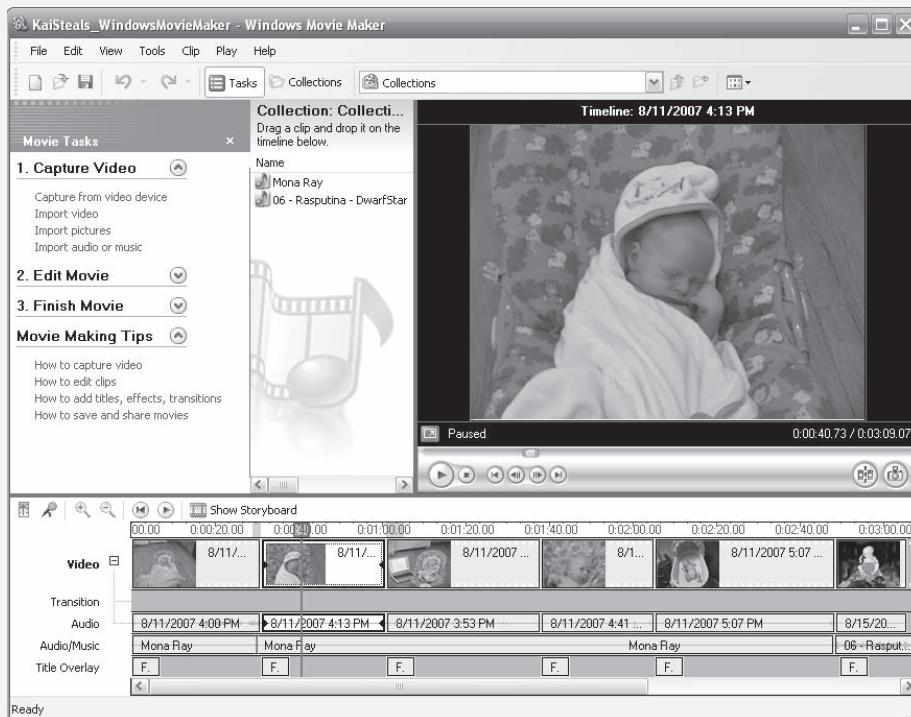 KaiSteals_WindowsMovieMaker - Windows Movie Maker
File Edit View Tools Clip Play Help
Tasks Collections Collections
Movie Tasks
1. Capture Video
Capture from video device
Import video
Import pictures
Import audio or music
2. Edit Movie
3. Finish Movie
Movie Making Tips
How to capture video
How to edit clips
How to add titles, effects, transitions
How to save and share movies
Collection: Collecti...
Drag a clip and drop it on the
timeline below.
Name
Mona Ray
06 - Rasputina - DwarfStar
Timeline: 8/11/2007 4:13 PM
Paused 0:00:40.73 / 0:03:09.07
Show Storyboard
00.00 0:00:20.00 0:00:40.00 0:01:00.00 0:01:20.00 0:01:40.00 0:02:00.00 0:02:20.00 0:02:40.00 0:03:00.00
Video 8/11/... 8/11/... 8/11/2007 ... 8/1... 8/11/2007 5:07 ...
Transition
Audio 8/11/2007 4:00 PM 8/11/2007 4:13 PM 8/11/2007 3:53 PM 8/11/2007 4:41 ... 8/11/2007 5:07 PM 8/15/20...
Audio/Music Mona Ray Mona Ray Mona Ray 06 - Rasput...
Title Overlay F. F. F. F. F. F.
Ready